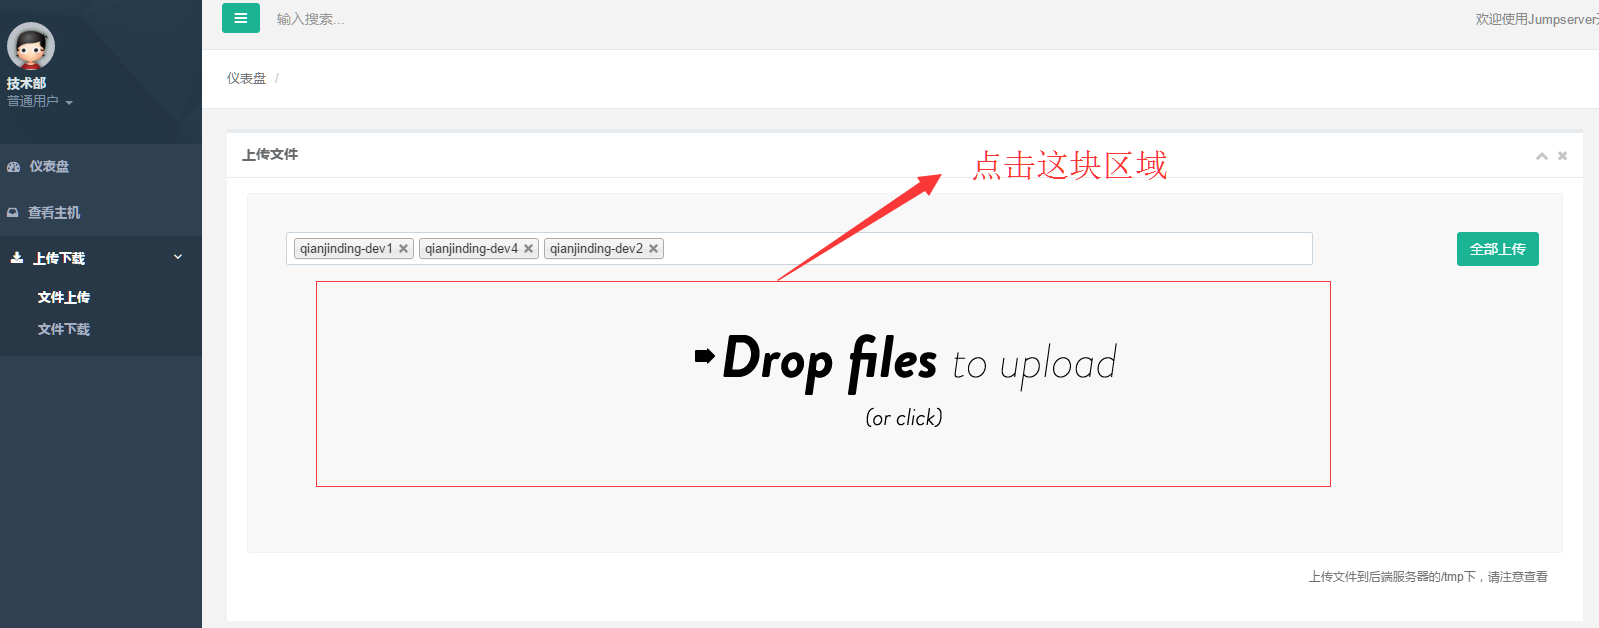 输入搜索...
欢迎使用Jumpserver
技术部
普通用户
仪表盘 /
仪表盘
查看主机
上传下载
文件上传
文件下载
上传文件
点击这块区域
qianjinding-dev1
qianjinding-dev4
qianjinding-dev2
全部上传
Drop files to upload
(or click)
上传文件到后端服务器的/tmp下，请注意查看